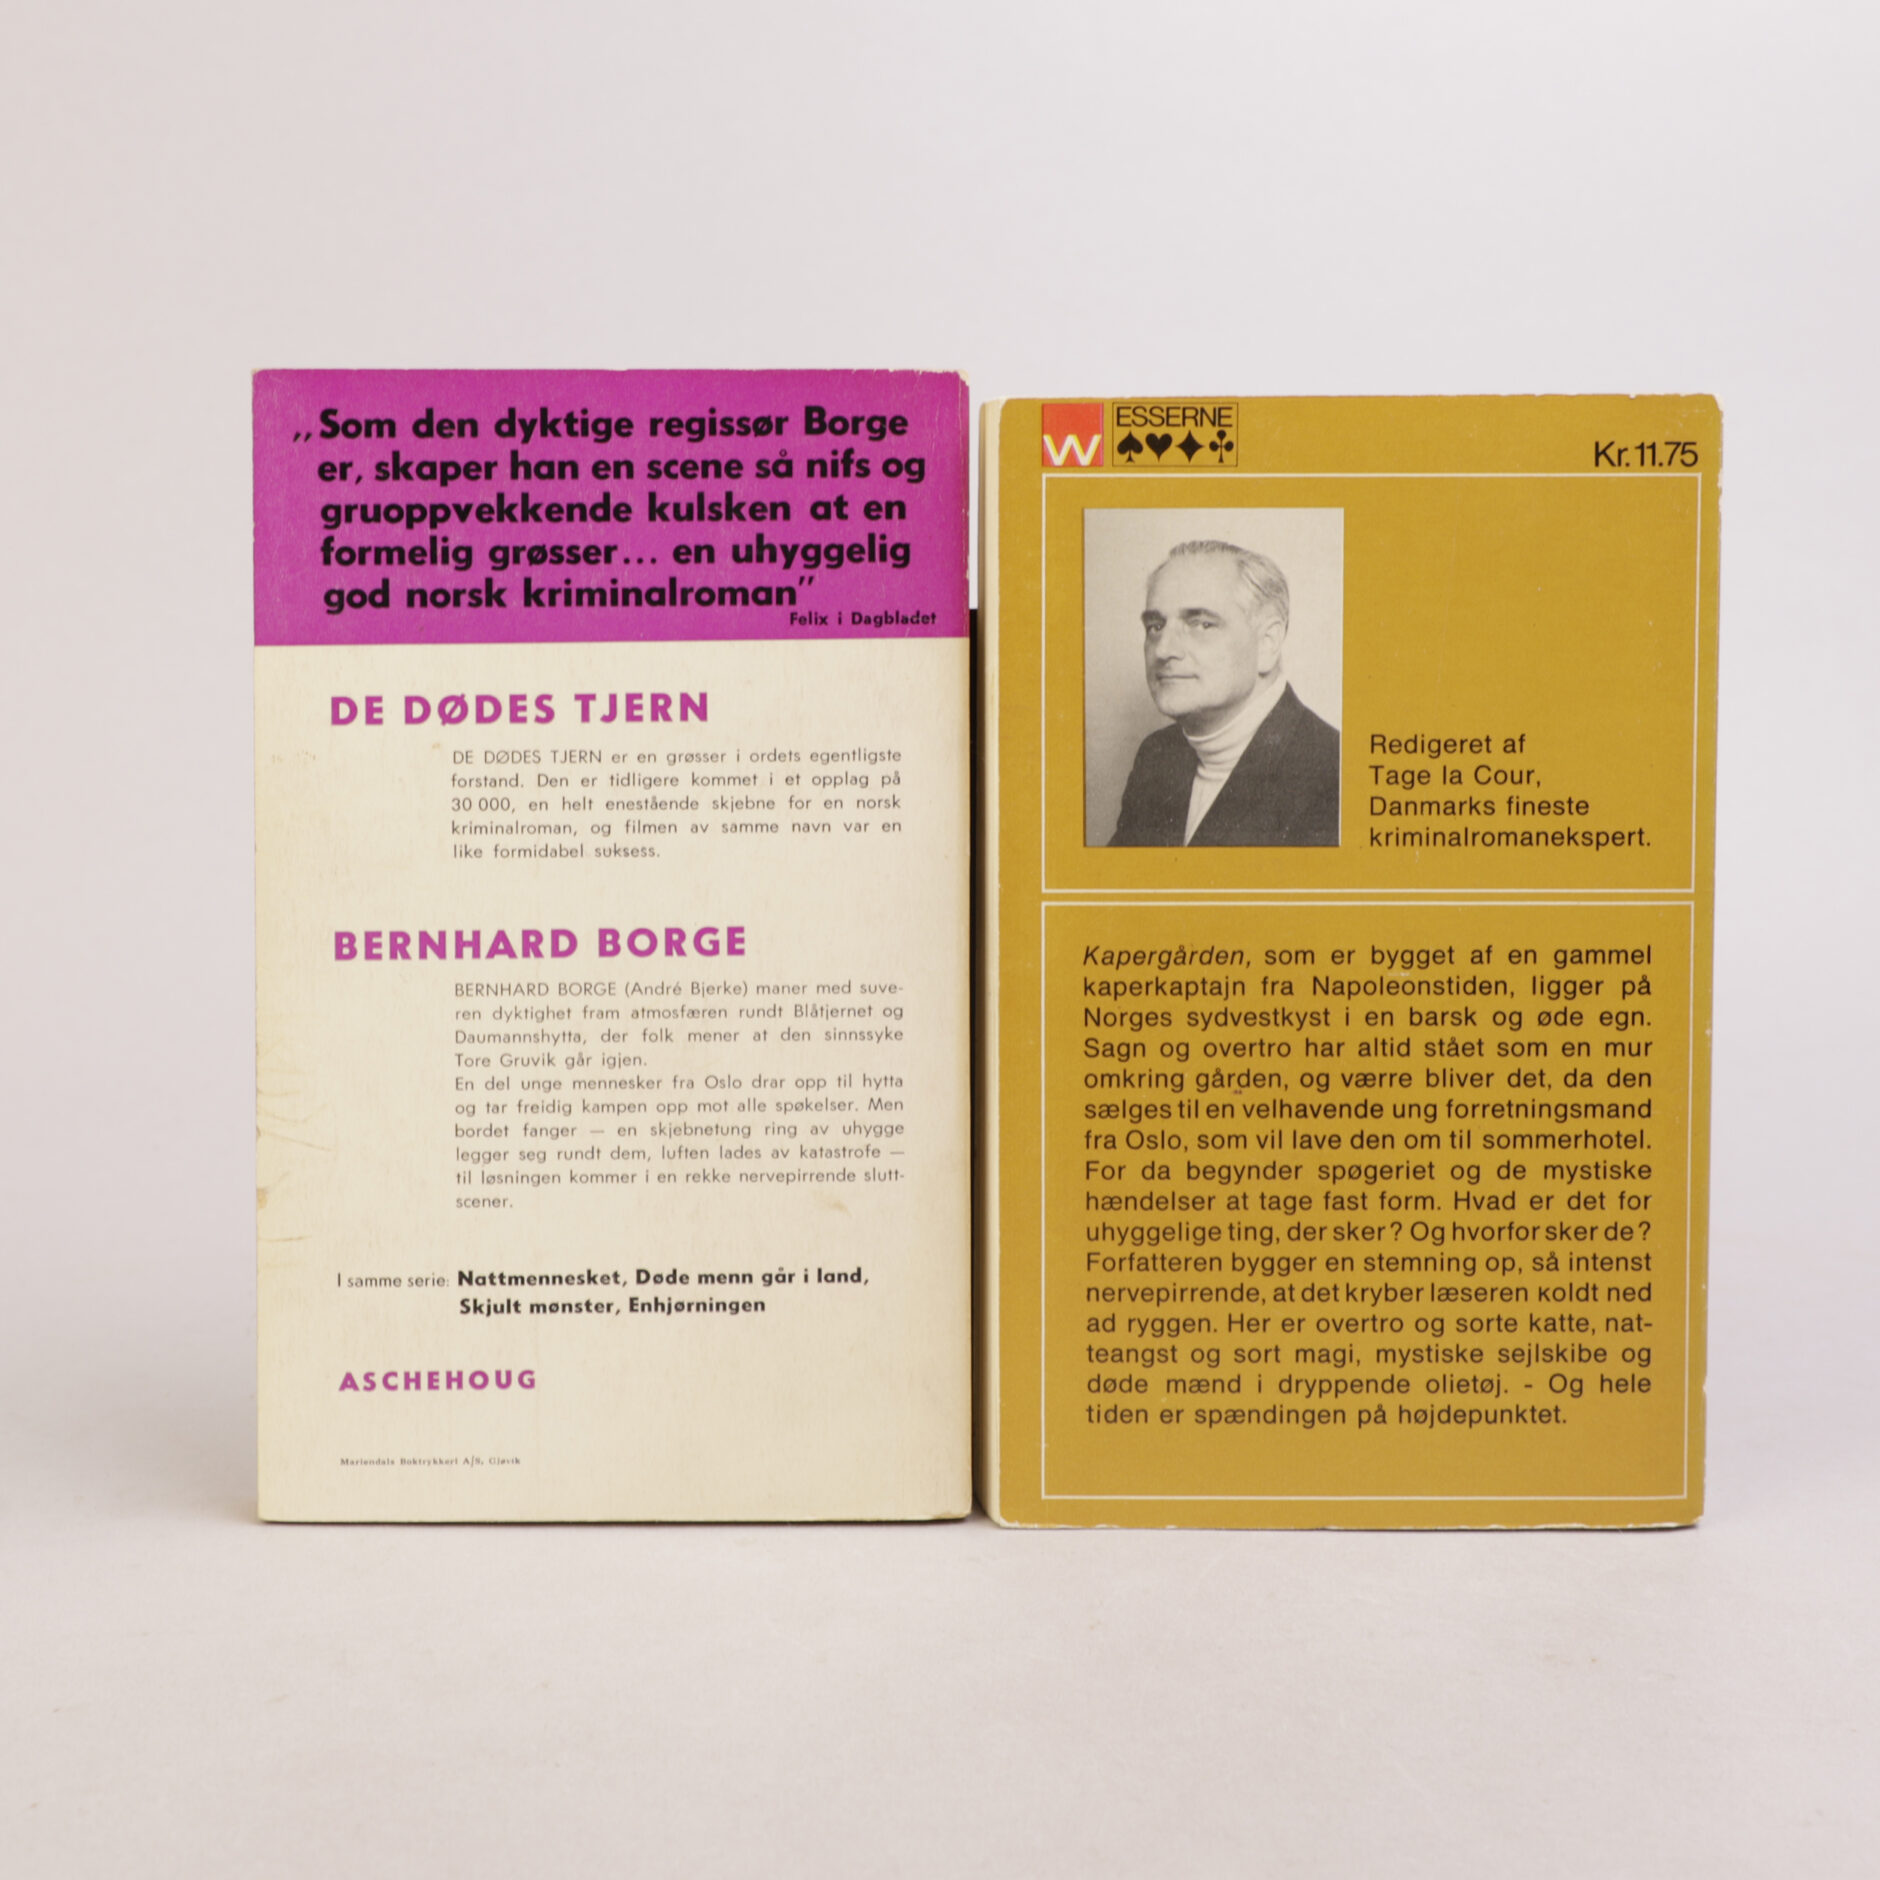 „Som den dyktige regissør Borge
er, skaper han en scene så nifs og
gruoppvekkende kulsken at en
formelig grøsser... en uhyggelig
god norsk kriminalroman”
Felix i Dagbladet
DE DØDES TJERN
DE DØDES TJERN er en grøsser i ordets egentligste
forstand. Den er tidligere kommet i et opplag på
30 000, en helt enestående skjebne for en norsk
kriminalroman, og filmen av samme navn var en
like formidabel suksess.
BERNHARD BORGE
BERNHARD BORGE (André Bjerke) maner med suve-
ren dyktighet fram atmosfæren rundt Blåtjernet og
Daumannshytta, der folk mener at den sinnssyke
Tore Gruvik går igjen.
En del unge mennesker fra Oslo drar opp til hytta
og tar freidig kampen opp mot alle spøkelser. Men
bordet fanger — en skjebnetung ring av uhygge
legger seg rundt dem, luften lades av katastrofe —
til løsningen kommer i en rekke nervepirrende slutt-
scener.
I samme serie: Nattmennesket, Døde menn går i land,
Skjult mønster, Enhjørningen
ASCHEHOUG
Mariendals Boktrykkeri A/S, Gjøvik
W
ESSERNE
Kr. 11.75
Redigeret af
Tage la Cour,
Danmarks fineste
kriminalromanekspert.
Kapergården, som er bygget af en gammel
kaperkaptajn fra Napoleonstiden, ligger på
Norges sydvestkyst i en barsk og øde egn.
Sagn og overtro har altid stået som en mur
omkring gården, og værre bliver det, da den
sælges til en velhavende ung forretningsmand
fra Oslo, som vil lave den om til sommerhotel.
For da begynder spøgeriet og de mystiske
hændelser at tage fast form. Hvad er det for
uhyggelige ting, der sker? Og hvorfor sker de?
Forfatteren bygger en stemning op, så intenst
nervepirrende, at det kryber læseren koldt ned
ad ryggen. Her er overtro og sorte katte, nat-
teangst og sort magi, mystiske sejlskibe og
døde mænd i dryppende olietøj. - Og hele
tiden er spændingen på højdepunktet.